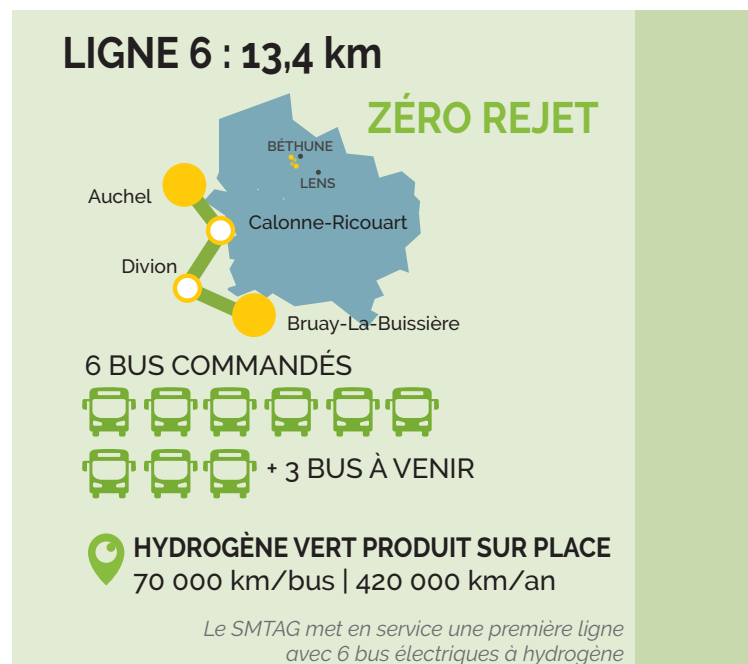 LIGNE 6 : 13,4 km
ZÉRO REJET
BÉTHUNE
LENS
Auchel
Calonne-Ricouart
Divion
Bruay-La-Buissière
6 BUS COMMANDÉS
+ 3 BUS À VENIR
HYDROGÈNE VERT PRODUIT SUR PLACE
70 000 km/bus | 420 000 km/an
Le SMTAG met en service une première ligne
avec 6 bus électriques à hydrogène